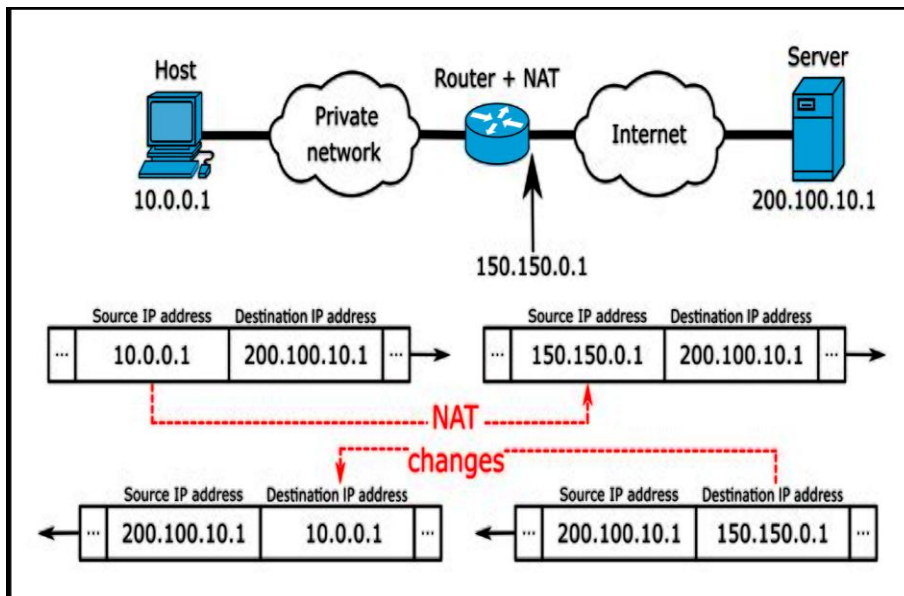 Host
Router + NAT
Server
Private
network
Internet
10.0.0.1
200.100.10.1
150.150.0.1
Source IP address Destination IP address
... 10.0.0.1 200.100.10.1 ...
Source IP address Destination IP address
... 150.150.0.1 200.100.10.1 ...
NAT
changes
Source IP address Destination IP address
... 200.100.10.1 10.0.0.1 ...
Source IP address Destination IP address
... 200.100.10.1 150.150.0.1 ...